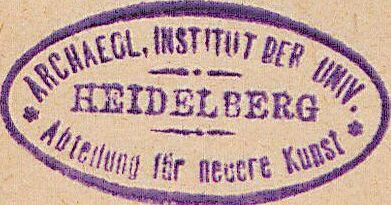 ARCHAEOL. INSTITUT DER UNIV.
HEIDELBERG
* Abteilung für neuere Kunst *